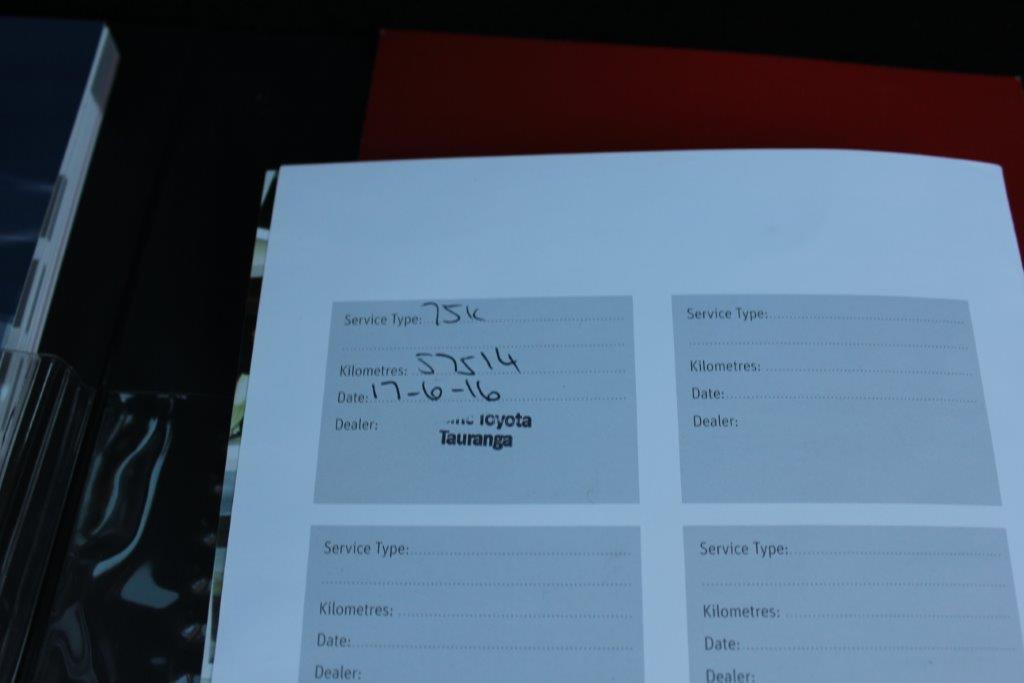 Service Type: 75k
Kilometres: 57514
Date: 17-6-16
Dealer: Toyota
Tauranga
Service Type:
Kilometres:
Date:
Dealer:
Service Type:
Kilometres:
Date:
Dealer:
Service Type:
Kilometres:
Date:
Dealer: